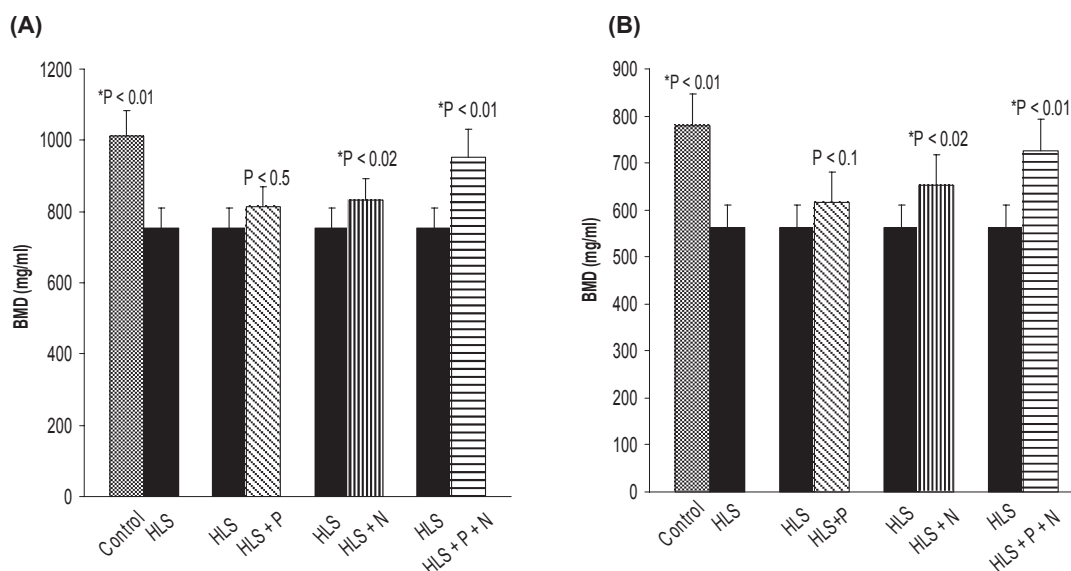 (A)
1200
1000
800
600
400
200
0
BMD (mg/ml)
*P < 0.01
P < 0.5
*P < 0.02
*P < 0.01
Control
HLS
HLS
HLS + P
HLS
HLS + N
HLS
HLS + P + N
(B)
900
800
700
600
500
400
300
200
100
0
BMD (mg/ml)
*P < 0.01
P < 0.1
*P < 0.02
*P < 0.01
Control
HLS
HLS
HLS+P
HLS
HLS + N
HLS
HLS + P + N